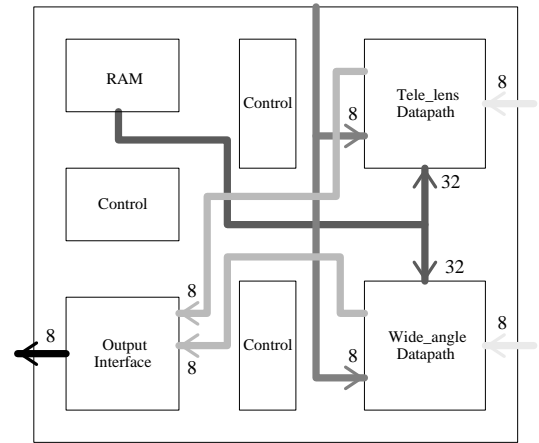 RAM
Control
Tele_lens
Datapath
8
8
32
Control
32
8
8
8
8
8
Output
Interface
Control
Wide_angle
Datapath